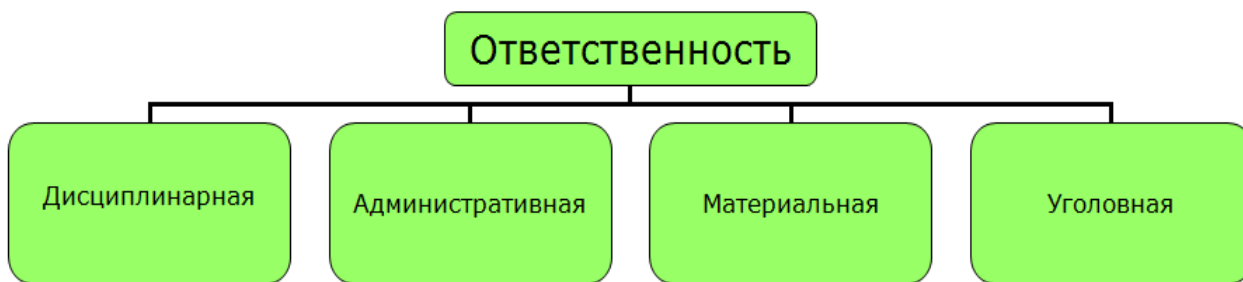 Ответственность
Дисциплинарная
Административная
Материальная
Уголовная